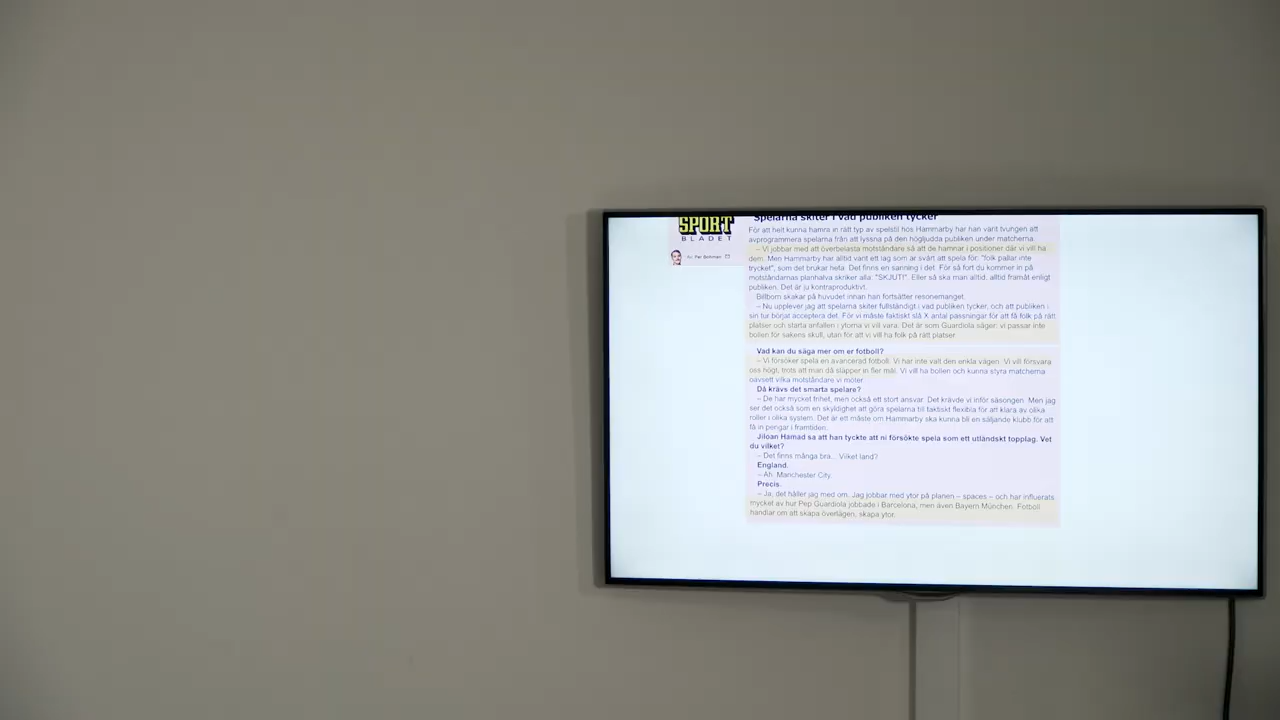 SPORT
BLADET
Av: Per Bohman
Spelarna skiter i vad publiken tycker
För att helt kunna hamra in rätt typ av spelstil hos Hammarby har han varit tvungen att
avprogrammera spelarna från att lyssna på den högljudda publiken under matcherna.
– Vi jobbar med att överbelasta motståndare så att de hamnar i positioner där vi vill ha
dem. Men Hammarby har alltid varit ett lag som är svårt att spela för: "folk pallar inte
trycket", som det brukar heta. Det finns en sanning i det. För så fort du kommer in på
motståndarnas planhalva skriker alla: "SKJUT!". Eller så ska man alltid, alltid framåt enligt
publiken. Det är ju kontraproduktivt.
Billborn skakar på huvudet innan han fortsätter resonemanget.
– Nu upplever jag att spelarna skiter fullständigt i vad publiken tycker, och att publiken i
sin tur börjat acceptera det. För vi måste faktiskt slå X antal passningar för att få folk på rätt
platser och starta anfallen i ytorna vi vill vara. Det är som Guardiola säger: vi passar inte
bollen för sakens skull, utan för att vi vill ha folk på rätt platser.
Vad kan du säga mer om er fotboll?
– Vi försöker spela en avancerad fotboll. Vi har inte valt den enkla vägen. Vi vill försvara
oss högt, trots att man då släpper in fler mål. Vi vill ha bollen och kunna styra matcherna
oavsett vilka motståndare vi möter.
Då krävs det smarta spelare?
– De har mycket frihet, men också ett stort ansvar. Det krävde vi inför säsongen. Men jag
ser det också som en skyldighet att göra spelarna till taktiskt flexibla för att klara av olika
roller i olika system. Det är ett måste om Hammarby ska kunna bli en säljande klubb för att
få in pengar i framtiden.
Jiloan Hamad sa att han tyckte att ni försökte spela som ett utländskt topplag. Vet
du vilket?
– Det finns många bra... Vilket land?
England.
– Ah. Manchester City.
Precis.
– Ja, det håller jag med om. Jag jobbar med ytor på planen – spaces – och har influerats
mycket av hur Pep Guardiola jobbade i Barcelona, men även Bayern München. Fotboll
handlar om att skapa överlägen, skapa ytor.